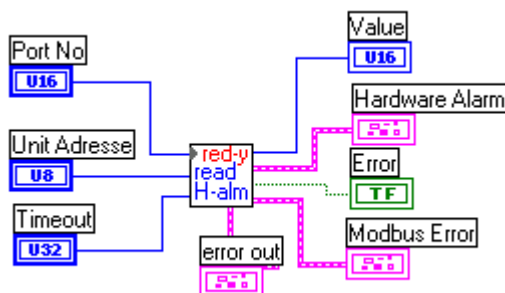 Port No
U16
Unit Adresse
U8
Timeout
U32
red-y
read
H-alm
error out
Value
U16
Hardware Alarm
Error
TF
Modbus Error